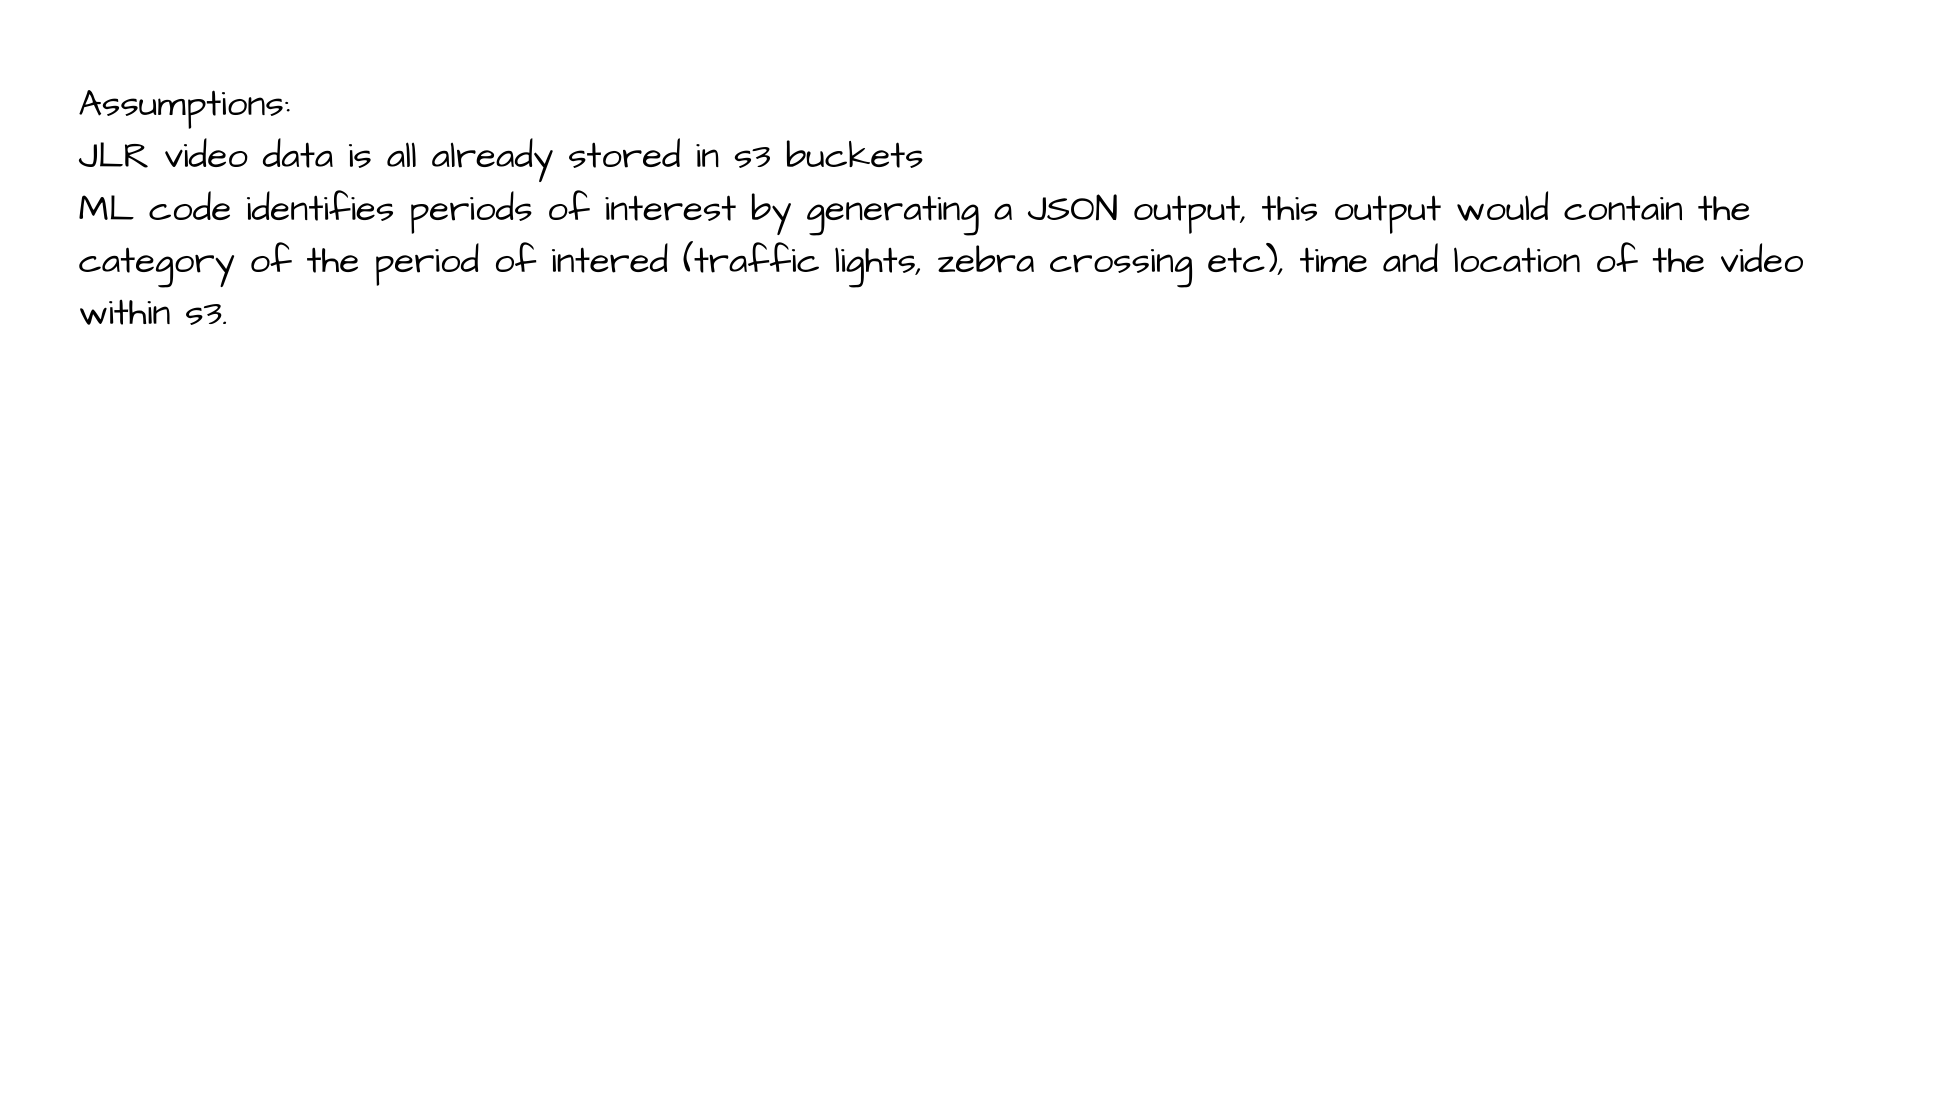 Assumptions:
JLR video data is all already stored in s3 buckets
ML code identifies periods of interest by generating a JSON output, this output would contain the
category of the period of intered (traffic lights, zebra crossing etc), time and location of the video
within s3.